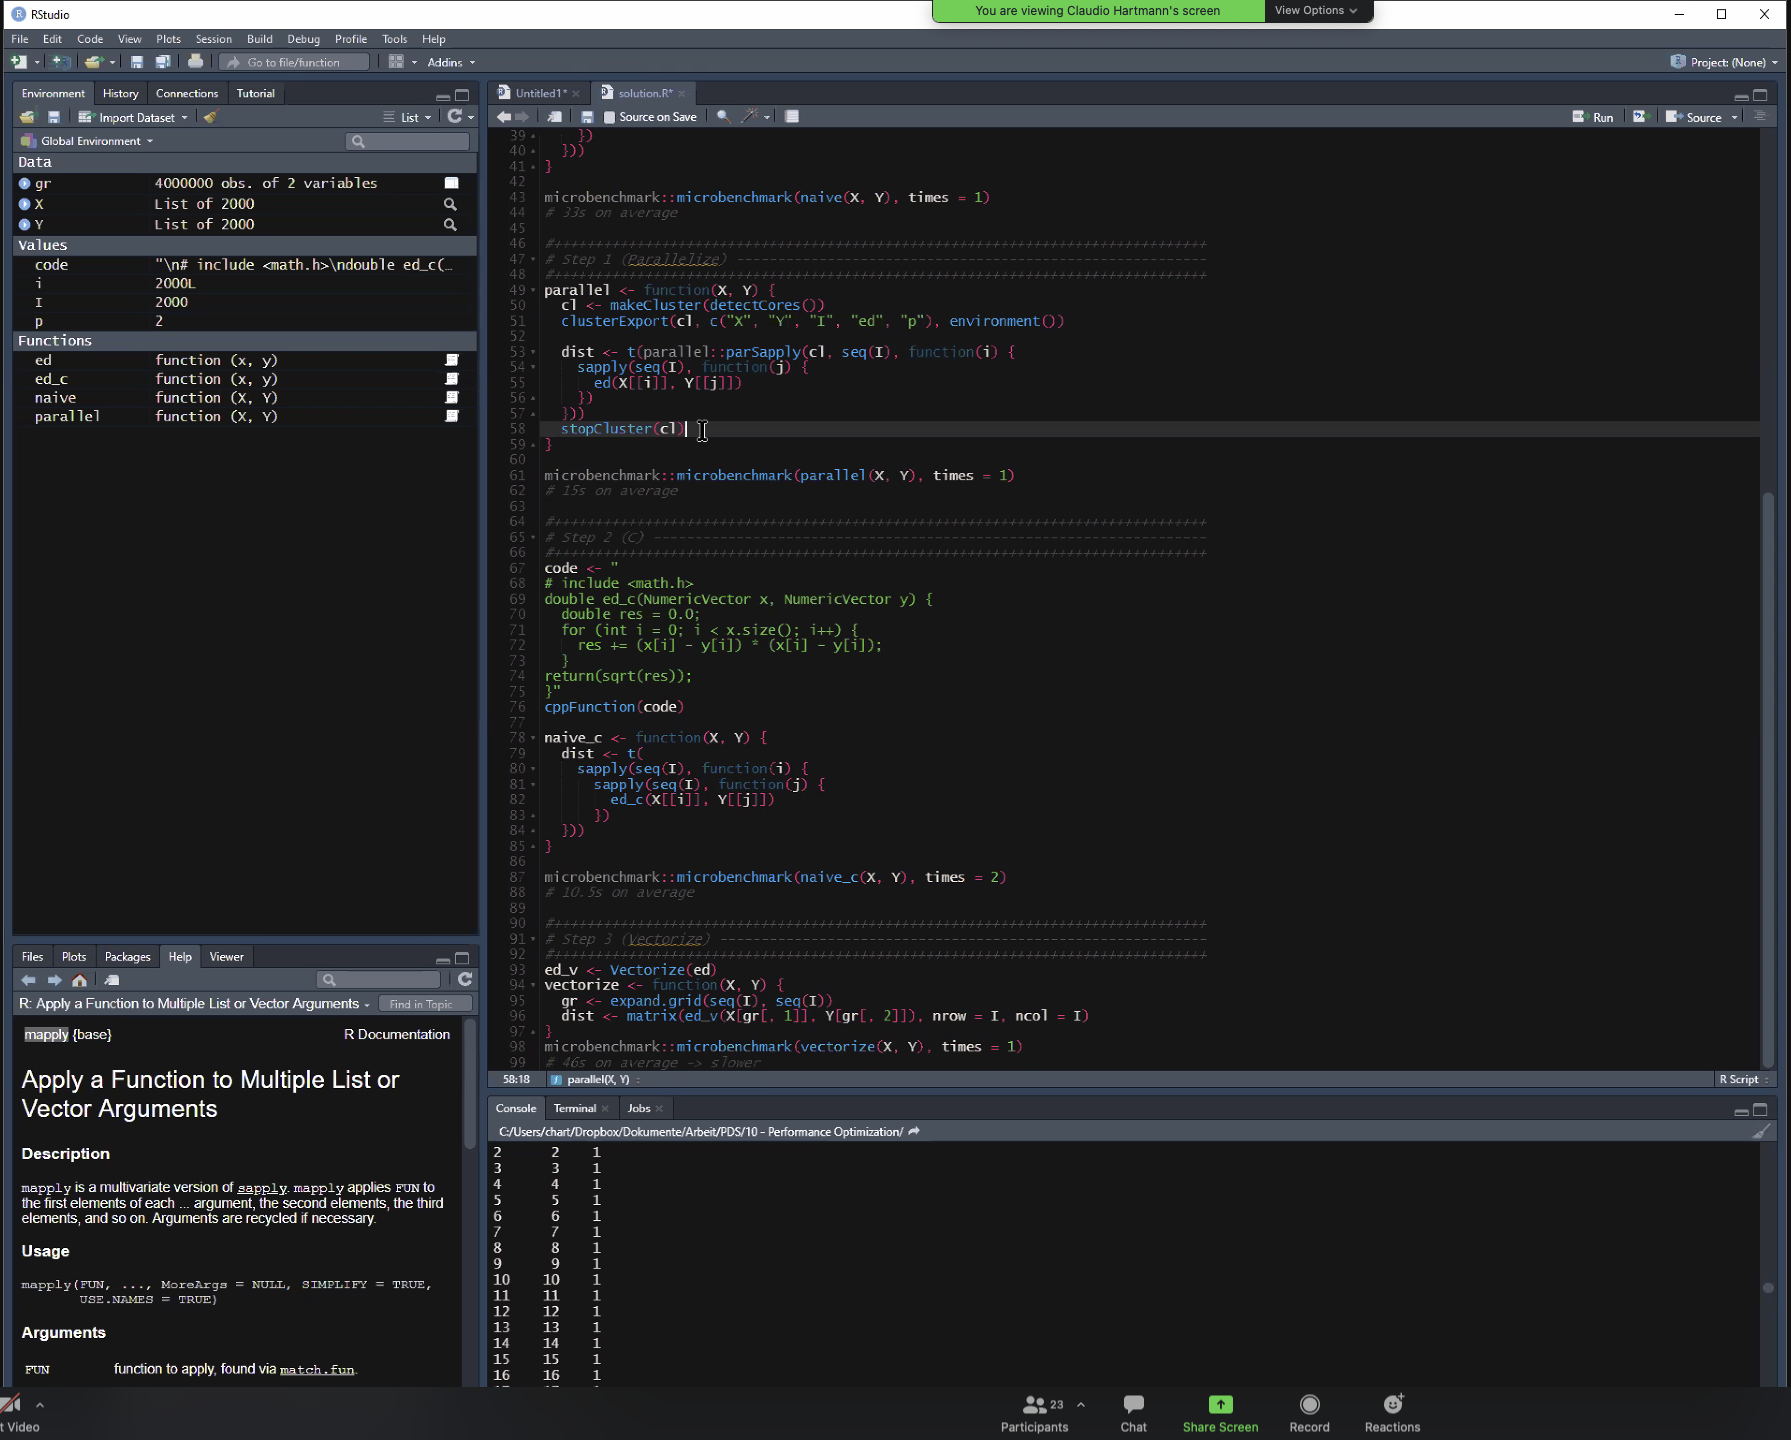 RStudio
You are viewing Claudio Hartmann's screen
View Options
File Edit Code View Plots Session Build Debug Profile Tools Help
Go to file/function
Addins
Project: (None)
Environment History Connections Tutorial
Import Dataset
List
Global Environment
Data
gr 4000000 obs. of 2 variables
X List of 2000
Y List of 2000
Values
code "\n# include <math.h>\ndouble ed_c(…
i 2000L
I 2000
p 2
Functions
ed function (x, y)
ed_c function (x, y)
naive function (X, Y)
parallel function (X, Y)
Files Plots Packages Help Viewer
R: Apply a Function to Multiple List or Vector Arguments
Find in Topic
mapply {base} R Documentation
Apply a Function to Multiple List or
Vector Arguments
Description
mapply is a multivariate version of sapply. mapply applies FUN to
the first elements of each ... argument, the second elements, the third
elements, and so on. Arguments are recycled if necessary.
Usage
mapply(FUN, ..., MoreArgs = NULL, SIMPLIFY = TRUE,
USE.NAMES = TRUE)
Arguments
FUN function to apply, found via match.fun.
Untitled1* solution.R*
Source on Save
Run
Source
39 })
40 }))
41 }
42
43 microbenchmark::microbenchmark(naive(X, Y), times = 1)
44 # 33s on average
45
46 #++++++++++++++++++++++++++++++++++++++++++++++++++++++++++++++++++++++++++++++++
47 # Step 1 (Parallelize) ----------------------------------------------------------
48 #++++++++++++++++++++++++++++++++++++++++++++++++++++++++++++++++++++++++++++++++
49 parallel <- function(X, Y) {
50 cl <- makeCluster(detectCores())
51 clusterExport(cl, c("X", "Y", "I", "ed", "p"), environment())
52
53 dist <- t(parallel::parSapply(cl, seq(I), function(i) {
54 sapply(seq(I), function(j) {
55 ed(X[[i]], Y[[j]])
56 })
57 }))
58 stopCluster(cl)
59 }
60
61 microbenchmark::microbenchmark(parallel(X, Y), times = 1)
62 # 15s on average
63
64 #++++++++++++++++++++++++++++++++++++++++++++++++++++++++++++++++++++++++++++++++
65 # Step 2 (C) --------------------------------------------------------------------
66 #++++++++++++++++++++++++++++++++++++++++++++++++++++++++++++++++++++++++++++++++
67 code <- "
68 # include <math.h>
69 double ed_c(NumericVector x, NumericVector y) {
70 double res = 0.0;
71 for (int i = 0; i < x.size(); i++) {
72 res += (x[i] - y[i]) * (x[i] - y[i]);
73 }
74 return(sqrt(res));
75 }"
76 cppFunction(code)
77
78 naive_c <- function(X, Y) {
79 dist <- t(
80 sapply(seq(I), function(i) {
81 sapply(seq(I), function(j) {
82 ed_c(X[[i]], Y[[j]])
83 })
84 }))
85 }
86
87 microbenchmark::microbenchmark(naive_c(X, Y), times = 2)
88 # 10.5s on average
89
90 #++++++++++++++++++++++++++++++++++++++++++++++++++++++++++++++++++++++++++++++++
91 # Step 3 (Vectorize) ------------------------------------------------------------
92 #++++++++++++++++++++++++++++++++++++++++++++++++++++++++++++++++++++++++++++++++
93 ed_v <- Vectorize(ed)
94 vectorize <- function(X, Y) {
95 gr <- expand.grid(seq(I), seq(I))
96 dist <- matrix(ed_v(X[gr[, 1]], Y[gr[, 2]]), nrow = I, ncol = I)
97 }
98 microbenchmark::microbenchmark(vectorize(X, Y), times = 1)
99 # 46s on average -> slower
58:18 parallel(X, Y) R Script
Console Terminal Jobs
C:/Users/chart/Dropbox/Dokumente/Arbeit/PDS/10 - Performance Optimization/
2 2 1
3 3 1
4 4 1
5 5 1
6 6 1
7 7 1
8 8 1
9 9 1
10 10 1
11 11 1
12 12 1
13 13 1
14 14 1
15 15 1
16 16 1
t Video
23
Participants Chat Share Screen Record Reactions